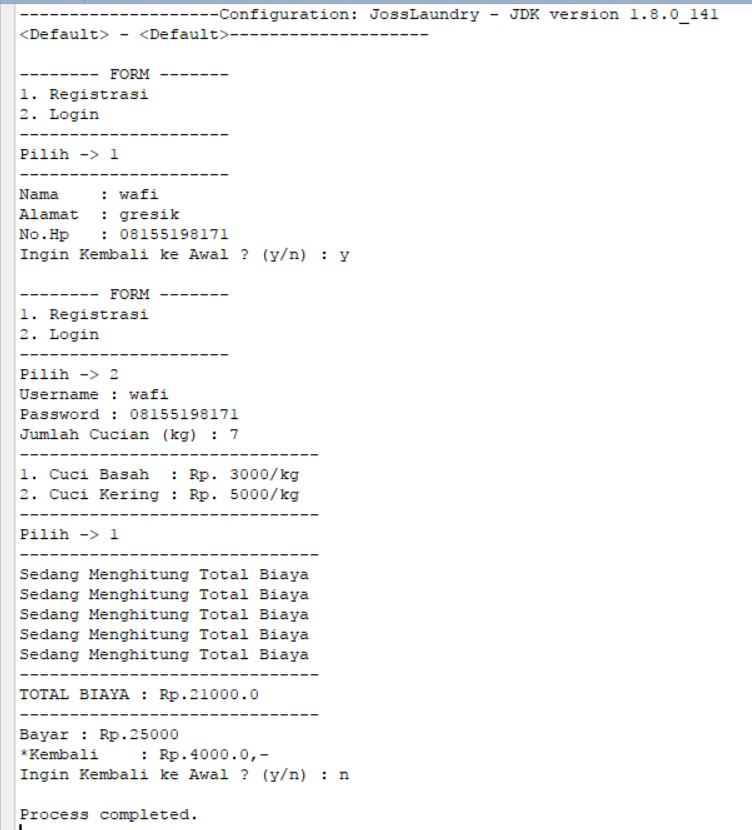 --------------------Configuration: JossLaundry - JDK version 1.8.0_141
<Default> - <Default>--------------------
-------- FORM -------
1. Registrasi
2. Login
---------------------
Pilih -> 1
---------------------
Nama    : wafi
Alamat  : gresik
No.Hp   : 08155198171
Ingin Kembali ke Awal ? (y/n) : y
-------- FORM -------
1. Registrasi
2. Login
---------------------
Pilih -> 2
Username : wafi
Password : 08155198171
Jumlah Cucian (kg) : 7
------------------------------
1. Cuci Basah  : Rp. 3000/kg
2. Cuci Kering : Rp. 5000/kg
------------------------------
Pilih -> 1
------------------------------
Sedang Menghitung Total Biaya
Sedang Menghitung Total Biaya
Sedang Menghitung Total Biaya
Sedang Menghitung Total Biaya
Sedang Menghitung Total Biaya
------------------------------
TOTAL BIAYA : Rp.21000.0
------------------------------
Bayar : Rp.25000
*Kembali    : Rp.4000.0,-
Ingin Kembali ke Awal ? (y/n) : n
Process completed.